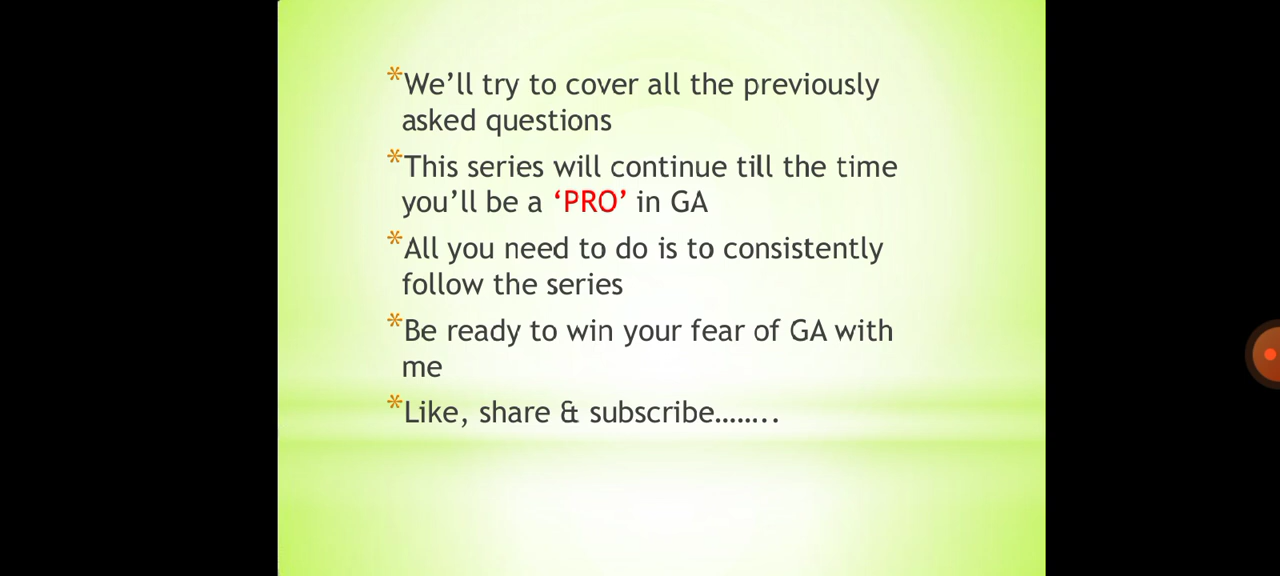 *We’ll try to cover all the previously
asked questions
*This series will continue till the time
you’ll be a ‘PRO’ in GA
*All you need to do is to consistently
follow the series
*Be ready to win your fear of GA with
me
*Like, share & subscribe……..